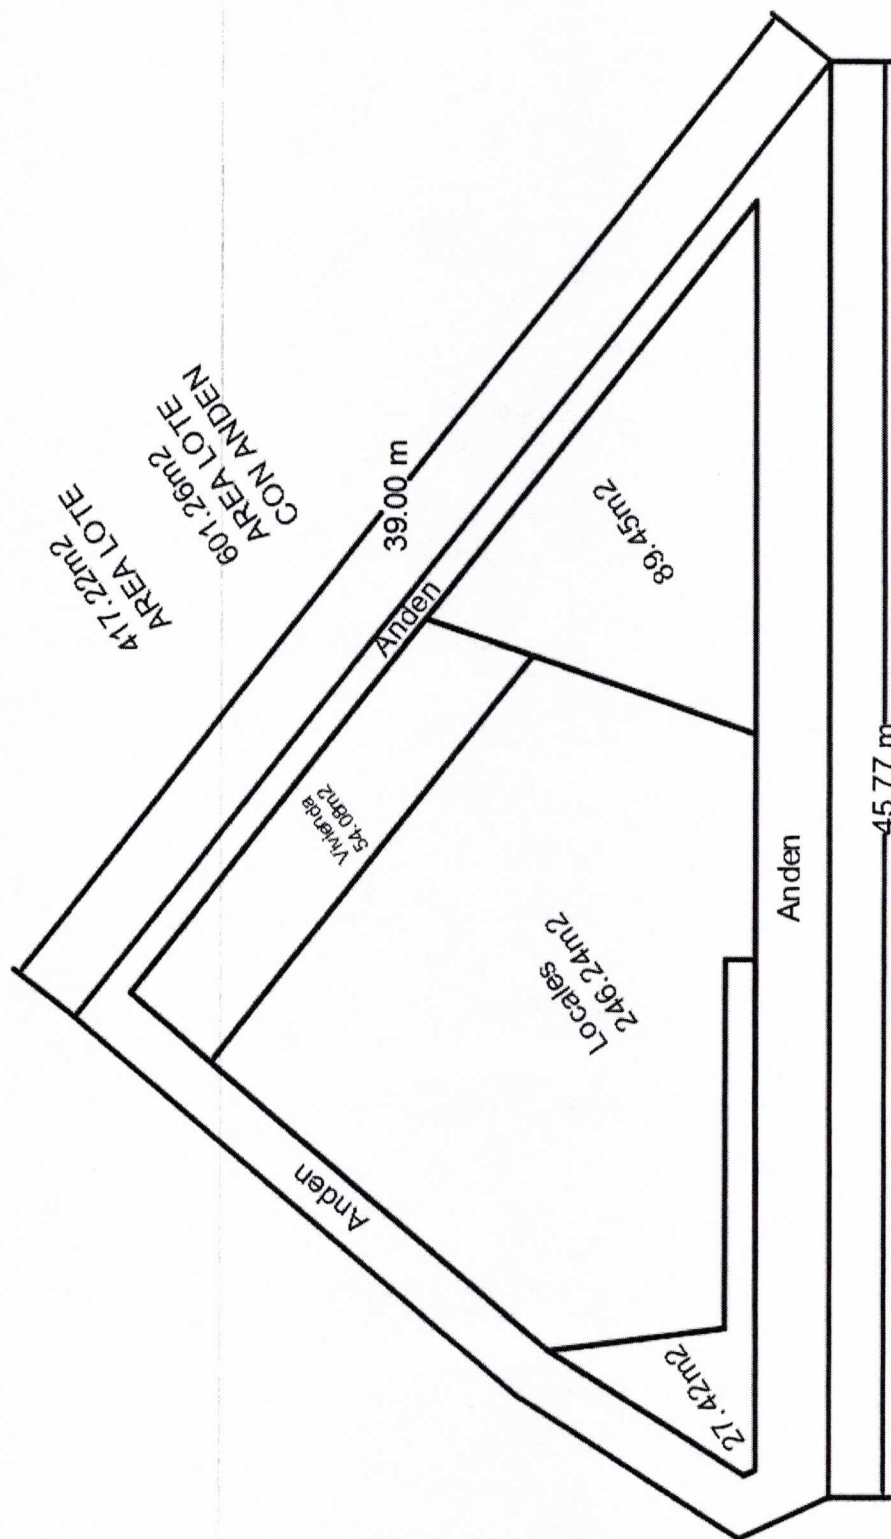 417.22m2
AREA LOTE
601.26m2
AREA LOTE
CON ANDEN
39.00 m
Anden
89.45m2
Vivienda
54.08m2
Locales
246.24m2
Anden
Anden
27.42m2
45.77 m